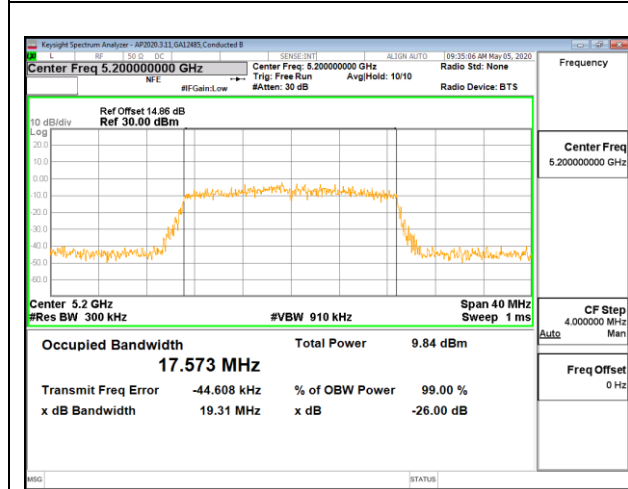 Keysight Spectrum Analyzer - AP2020.3.11,GA12485,Conducted B
L RF 50 Ω DC SENSE:INT ALIGN AUTO 09:35:06 AM May 05, 2020
Center Freq 5.200000000 GHz Center Freq: 5.200000000 GHz Radio Std: None
NFE Trig: Free Run Avg|Hold: 10/10
#IFGain:Low #Atten: 30 dB Radio Device: BTS
Frequency
Ref Offset 14.86 dB
10 dB/div Ref 30.00 dBm
Log
20.0
10.0
0.00
-10.0
-20.0
-30.0
-40.0
-50.0
-60.0
Center Freq
5.200000000 GHz
Center 5.2 GHz Span 40 MHz
#Res BW 300 kHz #VBW 910 kHz Sweep 1 ms
CF Step
4.000000 MHz
Auto Man
Occupied Bandwidth Total Power 9.84 dBm
17.573 MHz
Transmit Freq Error -44.608 kHz % of OBW Power 99.00 %
x dB Bandwidth 19.31 MHz x dB -26.00 dB
Freq Offset
0 Hz
MSG STATUS